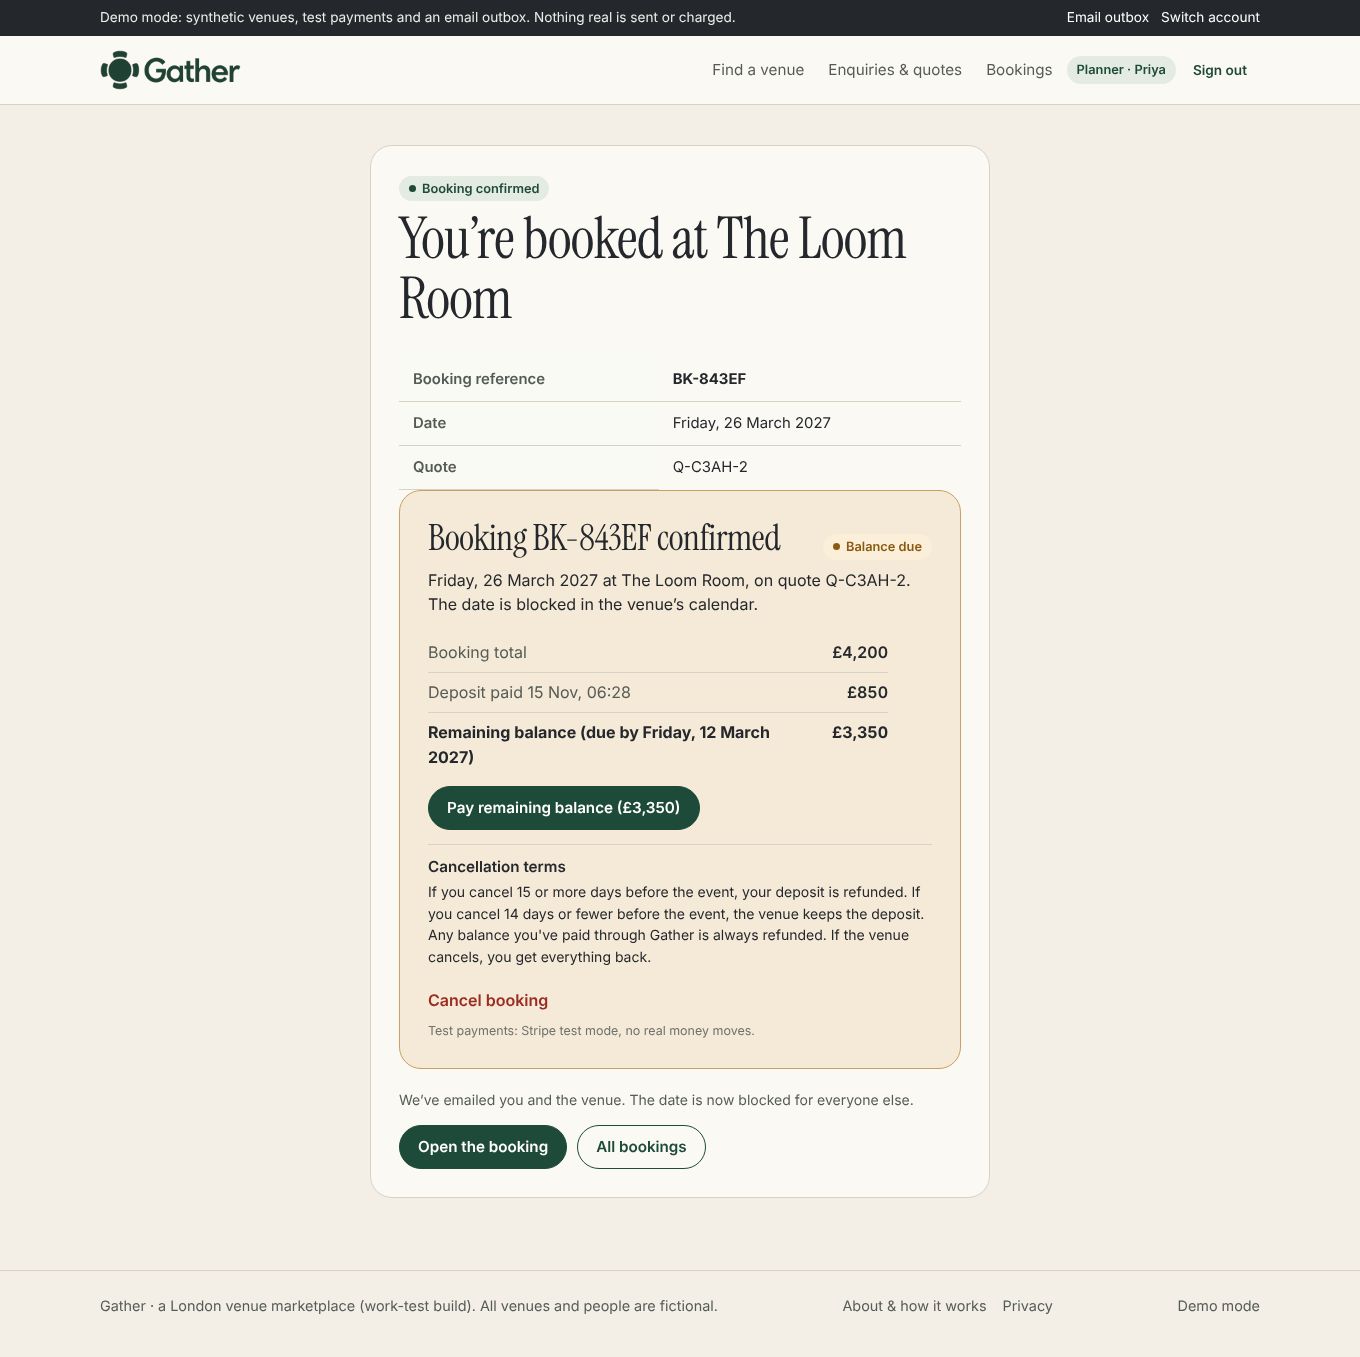 Demo mode: synthetic venues, test payments and an email outbox. Nothing real is sent or charged.
Email outbox
Switch account
Gather
Find a venue
Enquiries & quotes
Bookings
Planner · Priya
Sign out
Booking confirmed
You’re booked at The Loom
Room
Booking reference BK-843EF
Date Friday, 26 March 2027
Quote Q-C3AH-2
Booking BK-843EF confirmed
Balance due
Friday, 26 March 2027 at The Loom Room, on quote Q-C3AH-2.
The date is blocked in the venue’s calendar.
Booking total £4,200
Deposit paid 15 Nov, 06:28 £850
Remaining balance (due by Friday, 12 March £3,350
2027)
Pay remaining balance (£3,350)
Cancellation terms
If you cancel 15 or more days before the event, your deposit is refunded. If
you cancel 14 days or fewer before the event, the venue keeps the deposit.
Any balance you've paid through Gather is always refunded. If the venue
cancels, you get everything back.
Cancel booking
Test payments: Stripe test mode, no real money moves.
We’ve emailed you and the venue. The date is now blocked for everyone else.
Open the booking
All bookings
Gather · a London venue marketplace (work-test build). All venues and people are fictional.
About & how it works
Privacy
Demo mode